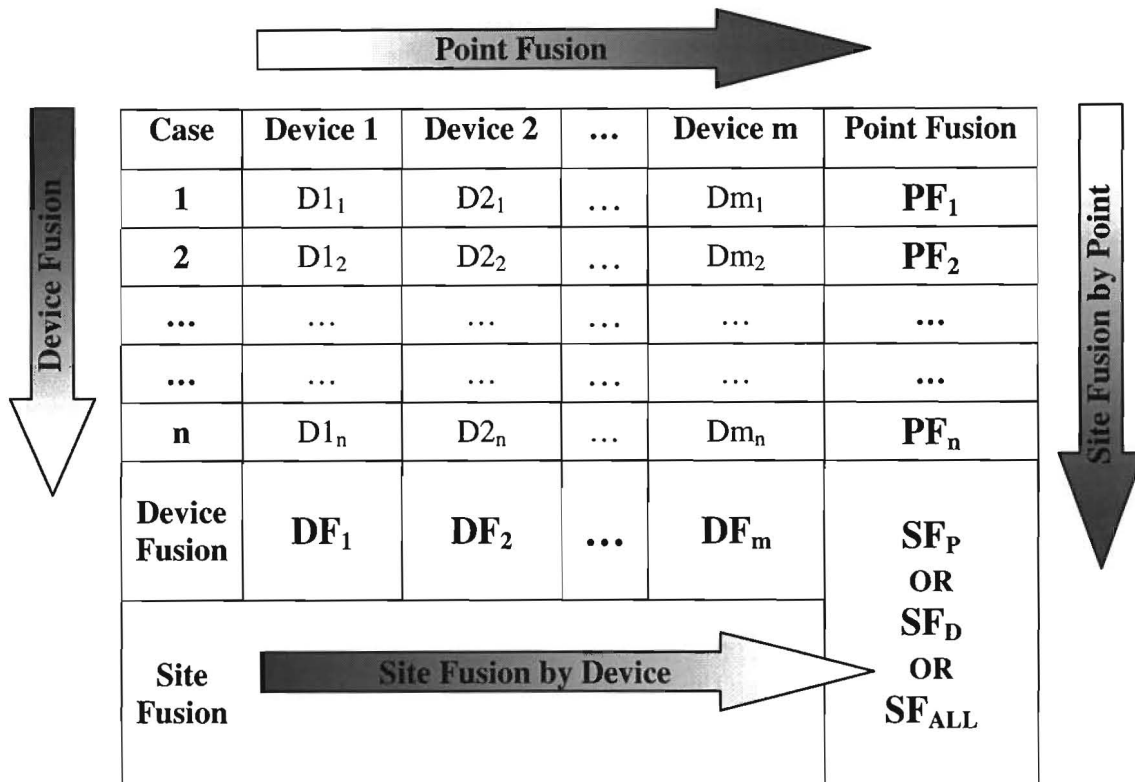 Point Fusion
Device Fusion
Case Device 1 Device 2 ... Device m Point Fusion
1 D1₁ D2₁ ... Dm₁ PF₁
2 D1₂ D2₂ ... Dm₂ PF₂
... ... ... ... ... ...
... ... ... ... ... ...
n D1ₙ D2ₙ ... Dmₙ PFₙ
Device
Fusion
DF₁ DF₂ ... DFₘ
SF_P
OR
SF_D
OR
SF_ALL
Site
Fusion
Site Fusion by Device
Site Fusion by Point